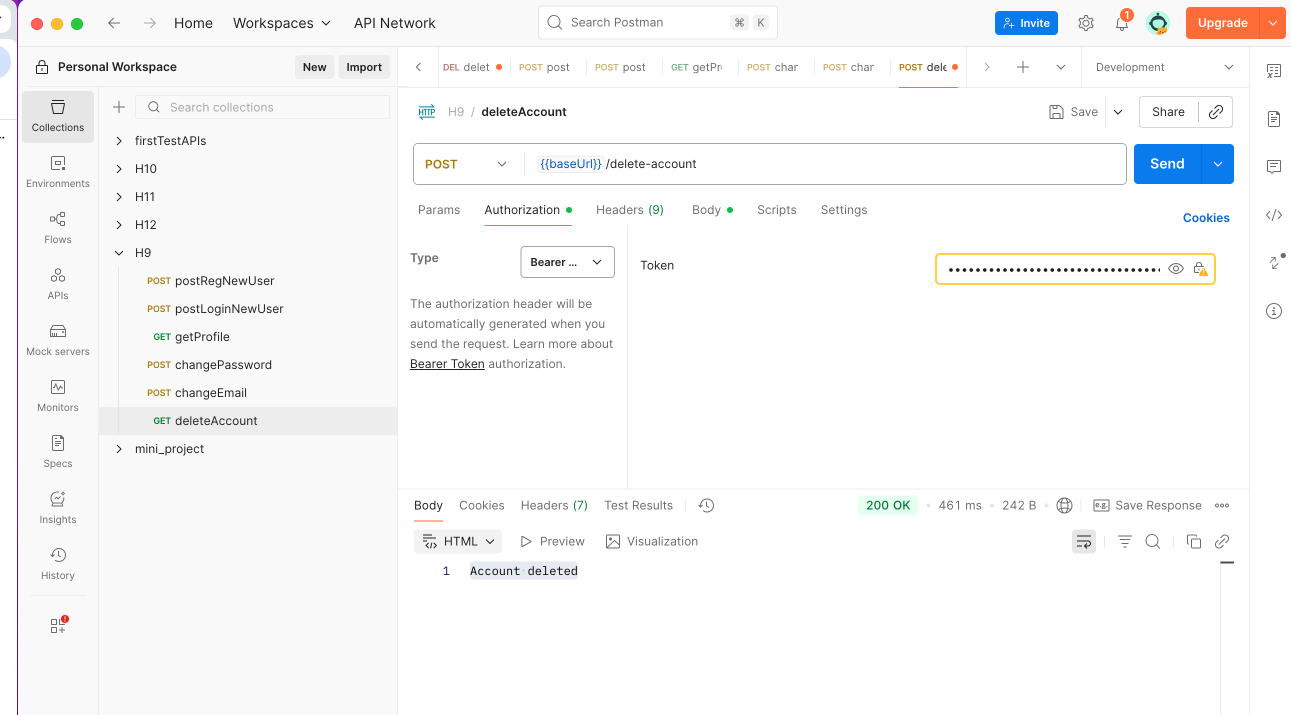 Home Workspaces API Network Search Postman ⌘ K Invite 1 Upgrade
Personal Workspace New Import
DEL delet POST post POST post GET getPr POST char POST char POST dele Development
Collections
Environments
Flows
APIs
Mock servers
Monitors
Specs
Insights
History
Search collections
firstTestAPIs
H10
H11
H12
H9
POST postRegNewUser
POST postLoginNewUser
GET getProfile
POST changePassword
POST changeEmail
GET deleteAccount
mini_project
HTTP H9 / deleteAccount Save Share
POST {{baseUrl}} /delete-account Send
Params Authorization Headers (9) Body Scripts Settings Cookies
Type Bearer ...
The authorization header will be
automatically generated when you
send the request. Learn more about
Bearer Token authorization.
Token ••••••••••••••••••••••••••••••••
Body Cookies Headers (7) Test Results 200 OK • 461 ms • 242 B • e.g. Save Response
HTML Preview Visualization
1 Account deleted